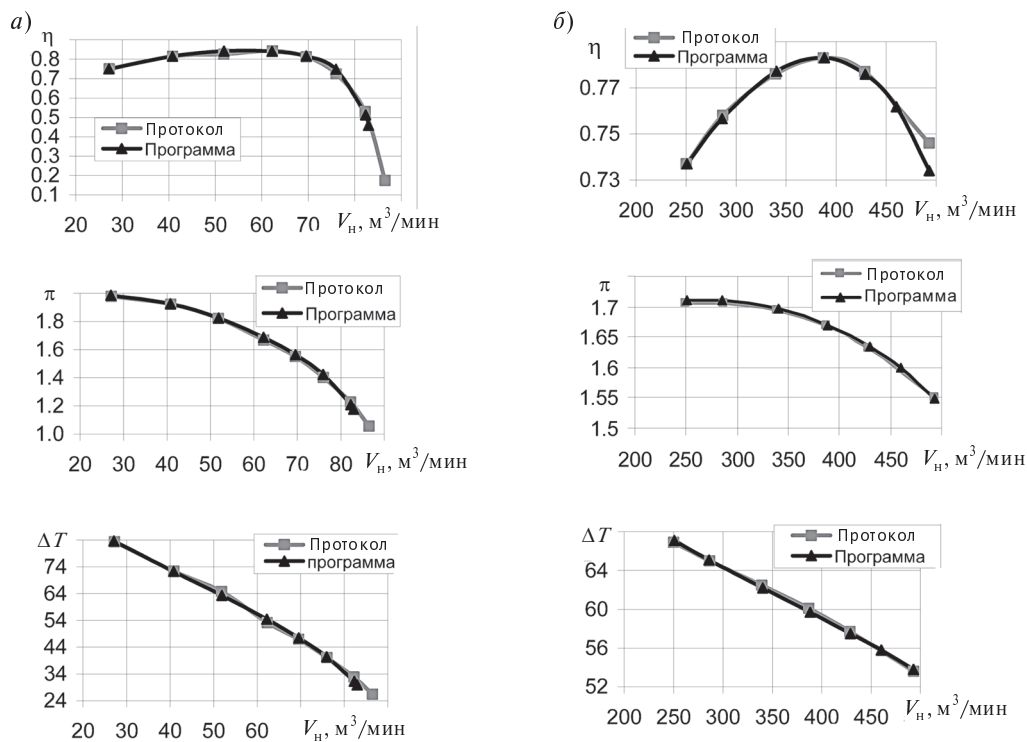 а)
η
0.8
0.7
0.6
0.5
0.4
0.3
0.2
0.1
Протокол
Программа
20 30 40 50 60 70 Vн, м³/мин
π
1.8
1.6
1.4
1.2
1.0
Протокол
Программа
20 30 40 50 60 70 80 Vн, м³/мин
ΔT
74
64
54
44
34
24
Протокол
программа
20 30 40 50 60 Vн, м³/мин
б)
η
0.77
0.75
0.73
Протокол
Программа
200 250 300 350 400 450 Vн, м³/мин
π
1.7
1.65
1.6
1.55
1.5
Протокол
Программа
200 250 300 350 400 450 Vн, м³/мин
ΔT
64
60
56
52
Протокол
Программа
200 250 300 350 400 450 Vн, м³/мин